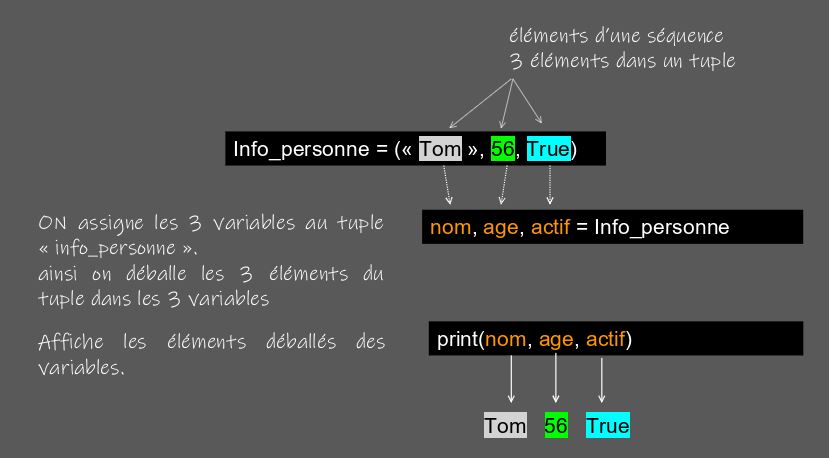 éléments d'une séquence
3 éléments dans un tuple
Info_personne = (« Tom », 56, True)
ON assigne les 3 variables au tuple
« info_personne ».
ainsi on déballe les 3 éléments du
tuple dans les 3 variables
nom, age, actif = Info_personne
Affiche les éléments déballés des
variables.
print(nom, age, actif)
Tom 56 True